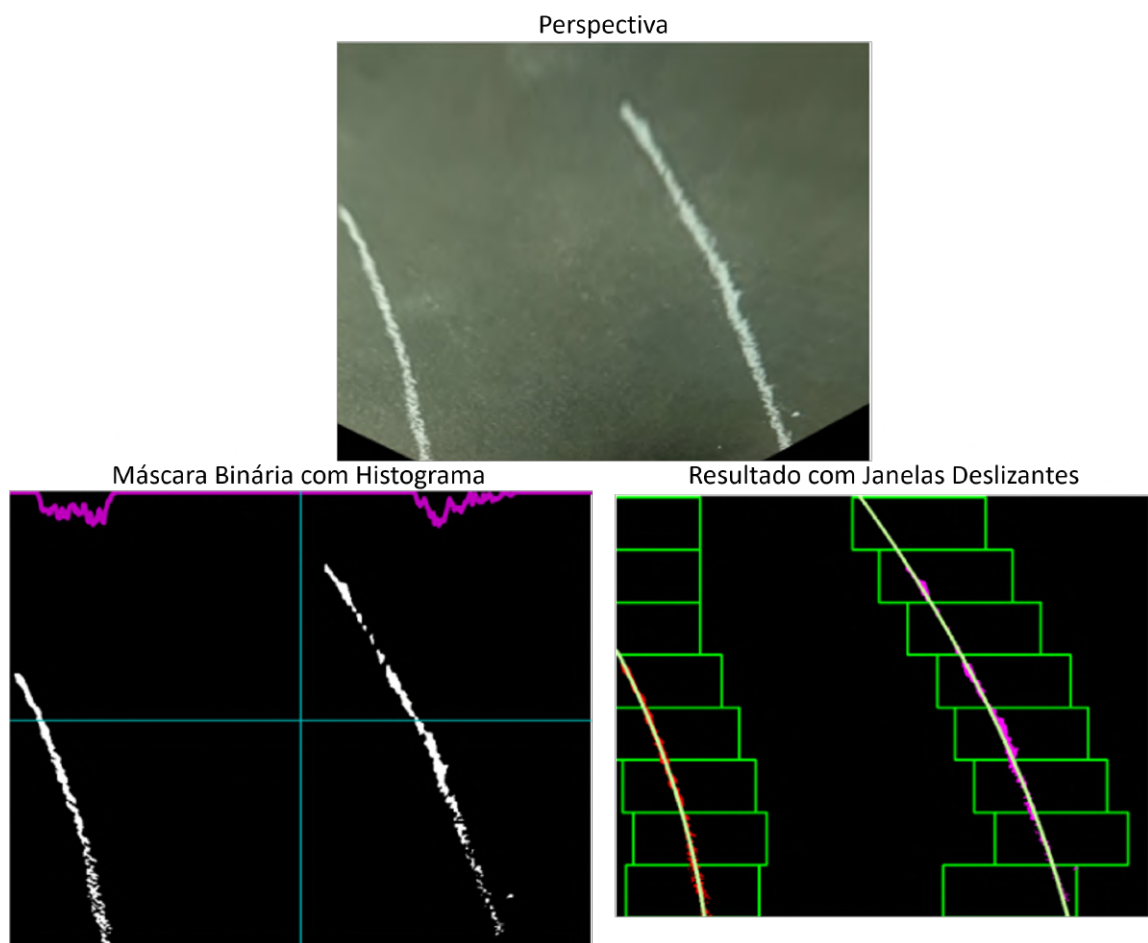 Perspectiva
Máscara Binária com Histograma
Resultado com Janelas Deslizantes